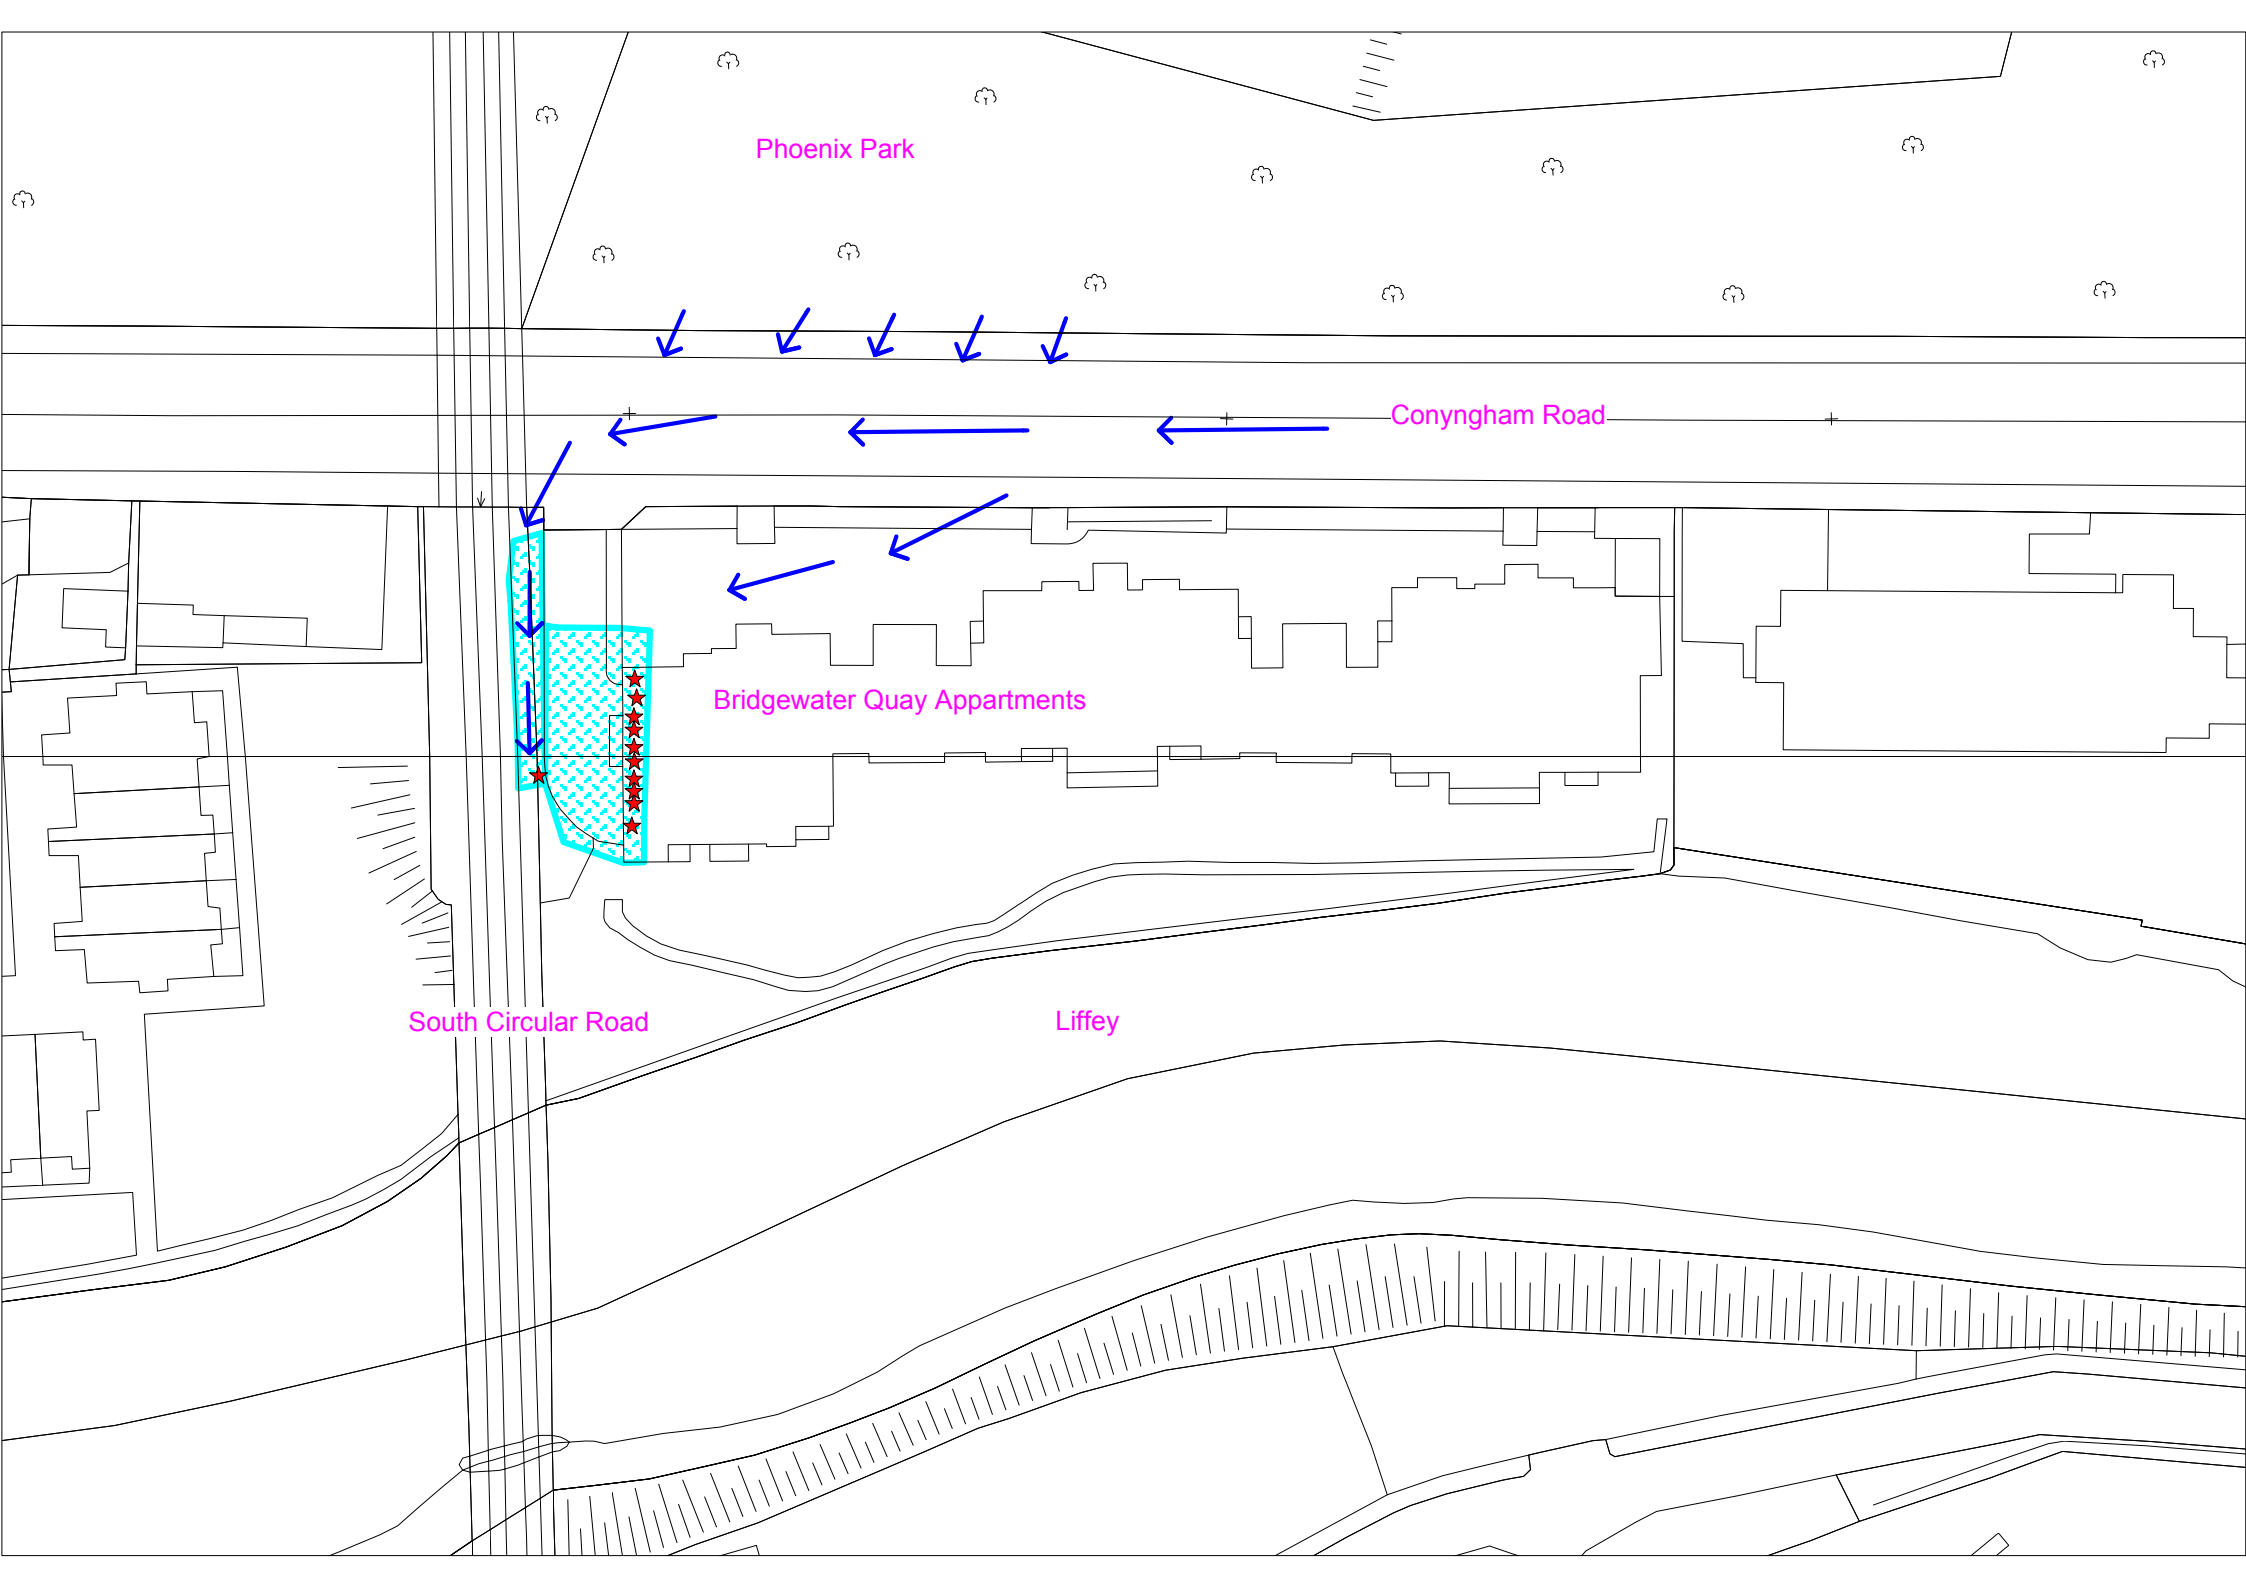 Phoenix Park
Conyngham Road
Bridgewater Quay Appartments
South Circular Road
Liffey